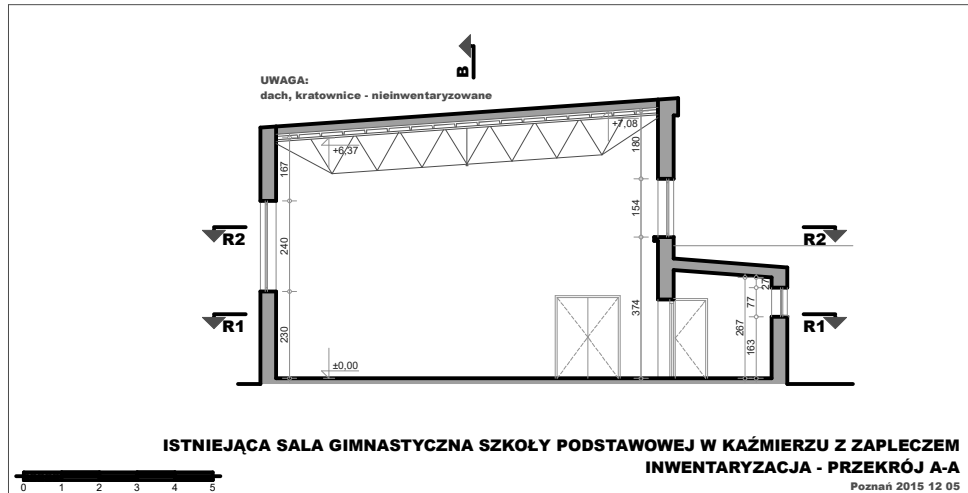 B
UWAGA:
dach, kratownice - nieinwentaryzowane
+7,08
+6,37
167
180
154
R2
R2
240
27
77
374
267
R1
R1
230
163
±0,00
ISTNIEJĄCA SALA GIMNASTYCZNA SZKOŁY PODSTAWOWEJ W KAŹMIERZU Z ZAPLECZEM
INWENTARYZACJA - PRZEKRÓJ A-A
0 1 2 3 4 5
Poznań 2015 12 05